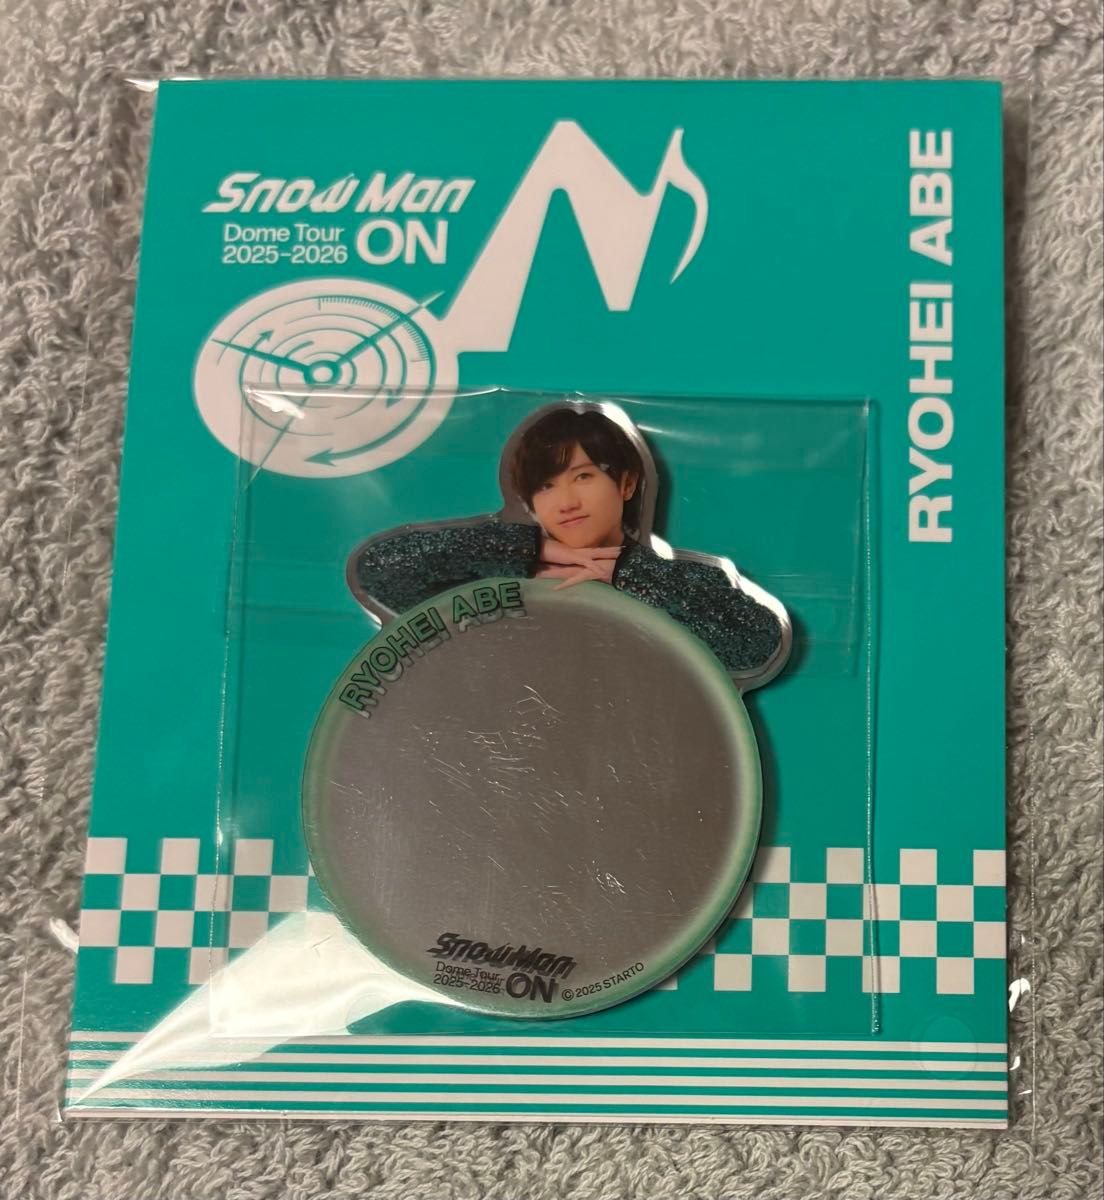 Snow Man
Dome Tour
2025-2026
ON
RYOHEI ABE
RYOHEI ABE
Snow Man
Dome Tour
2025-2026
ON
©2025 STARTO